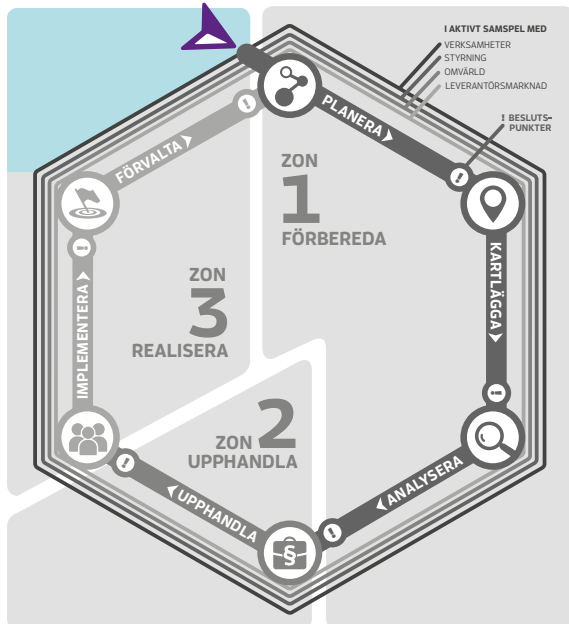 I AKTIVT SAMSPEL MED
VERKSAMHETER
STYRNING
OMVÄRLD
LEVERANTÖRSMARKNAD
! BESLUTS-
PUNKTER
PLANERA
!
FÖRVALTA
!
ZON
1
FÖRBEREDA
KARTLÄGGA
!
ZON
3
REALISERA
IMPLEMENTERA
!
ZON 2
UPPHANDLA
ANALYSERA
!
UPPHANDLA
!
§